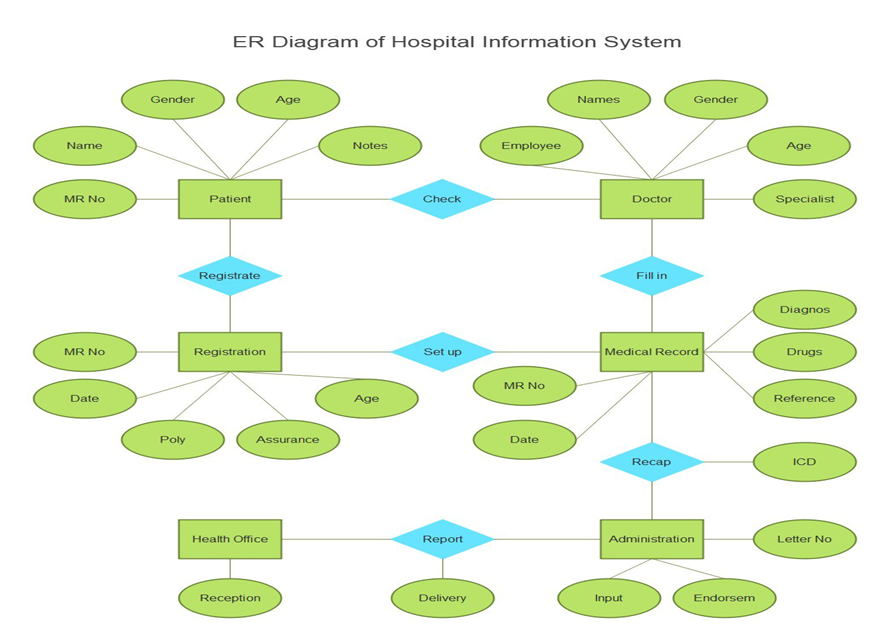 ER Diagram of Hospital Information System
Gender
Age
Names
Gender
Name
Notes
Employee
Age
MR No
Patient
Check
Doctor
Specialist
Registrate
Fill in
Diagnos
MR No
Registration
Set up
Medical Record
Drugs
MR No
Date
Age
Reference
Poly
Assurance
Date
Recap
ICD
Health Office
Report
Administration
Letter No
Reception
Delivery
Input
Endorsem